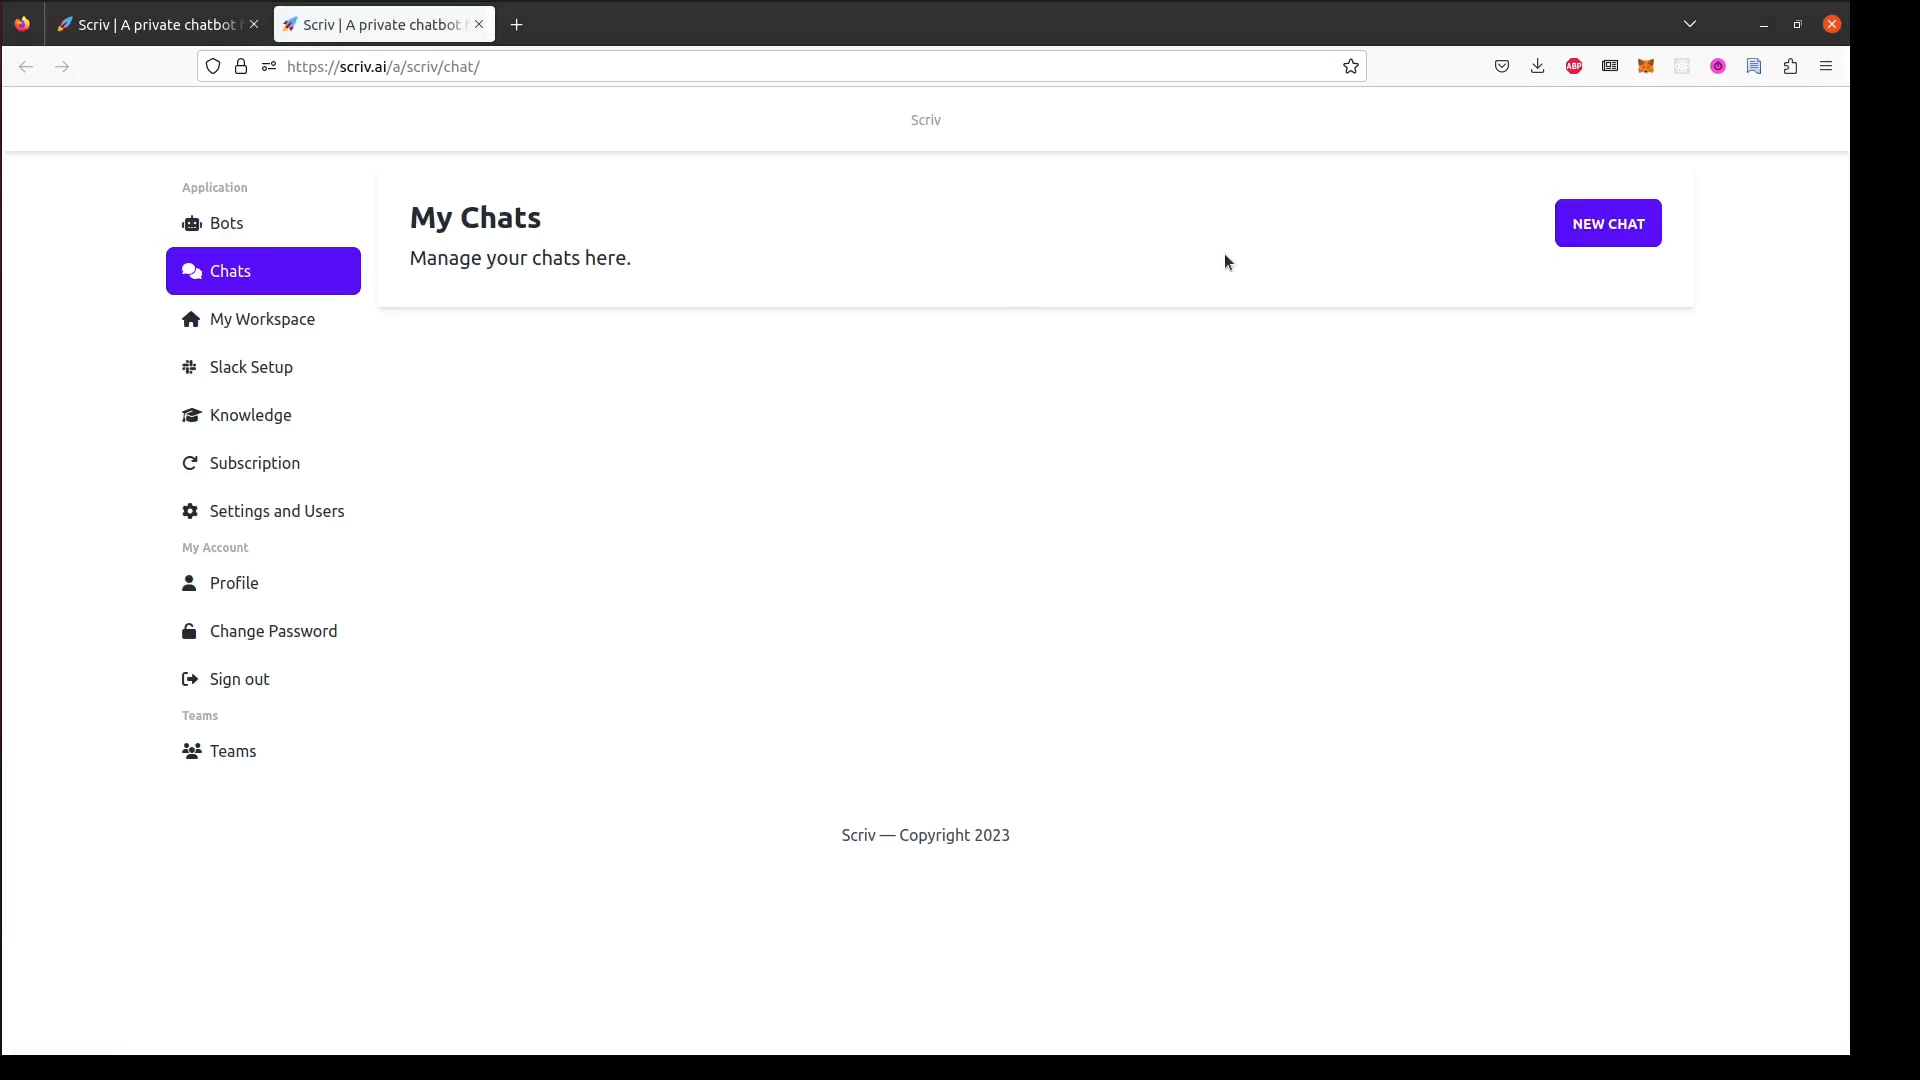 Scriv | A private chatbot
Scriv | A private chatbot
https://scriv.ai/a/scriv/chat/
ABP
Scriv
Application
Bots
Chats
My Workspace
Slack Setup
Knowledge
Subscription
Settings and Users
My Account
Profile
Change Password
Sign out
Teams
Teams
My Chats
Manage your chats here.
NEW CHAT
Scriv — Copyright 2023